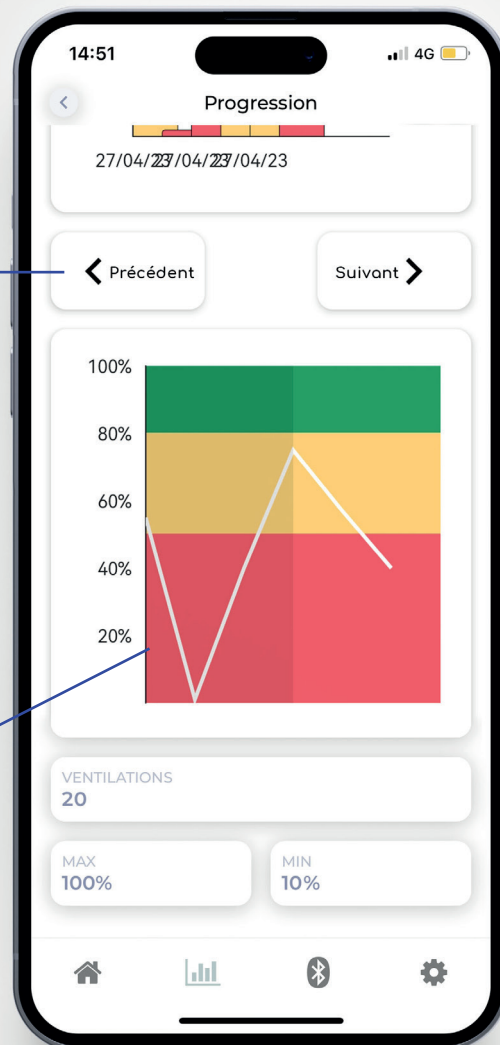 14:51
4G
Progression
27/04/23
27/04/23
27/04/23
Précédent
Suivant
100%
80%
60%
40%
20%
VENTILATIONS
20
MAX
100%
MIN
10%